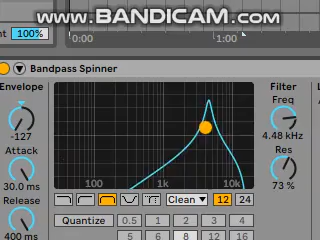 www.BANDICAM.com
nt 100%
0:00 1:00
Bandpass Spinner
Envelope
-127
Attack
30.0 ms
Release
400 ms
100 1k 10k
Clean 12 24
Quantize 0.5 1 2 4
5 6 8 12 16
Filter
Freq
4.48 kHz
Res
73 %